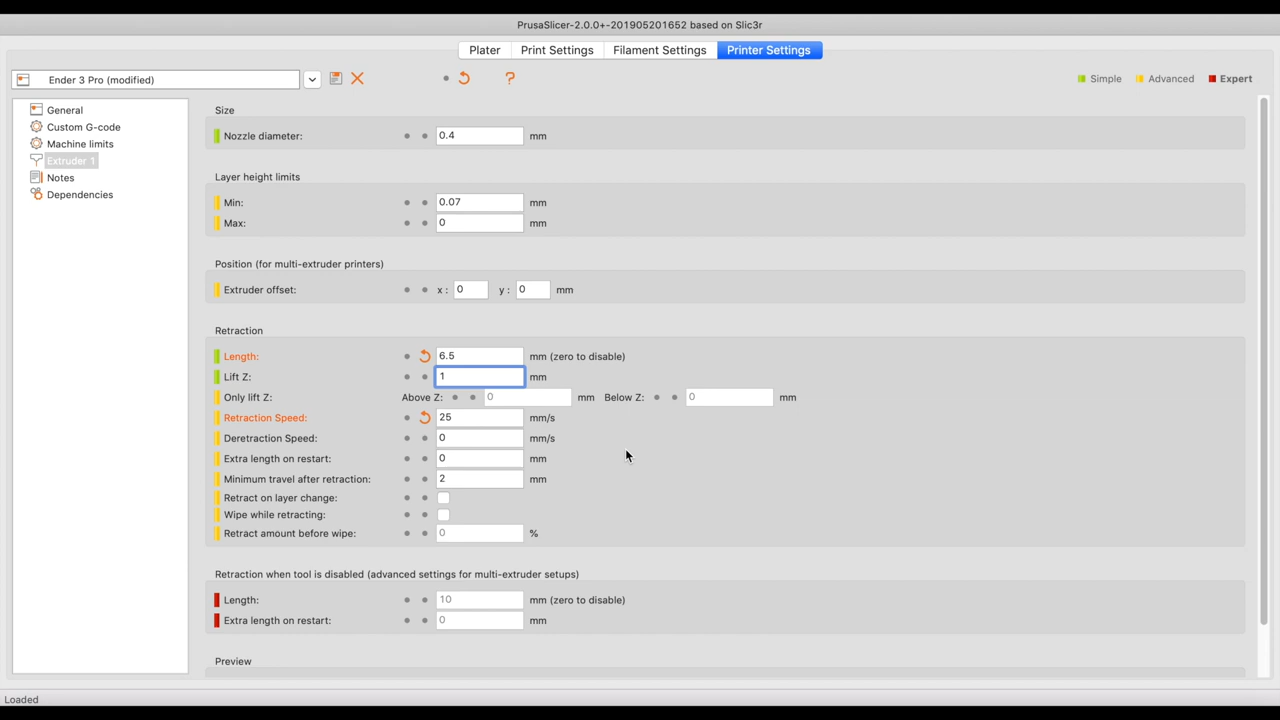 PrusaSlicer-2.0.0+-201905201652 based on Slic3r
Plater Print Settings Filament Settings Printer Settings
Ender 3 Pro (modified) ? Simple Advanced Expert
General
Custom G-code
Machine limits
Extruder 1
Notes
Dependencies
Size
Nozzle diameter: 0.4 mm
Layer height limits
Min: 0.07 mm
Max: 0 mm
Position (for multi-extruder printers)
Extruder offset: x : 0 y : 0 mm
Retraction
Length: 6.5 mm (zero to disable)
Lift Z: 1 mm
Only lift Z: Above Z: 0 mm Below Z: 0 mm
Retraction Speed: 25 mm/s
Deretraction Speed: 0 mm/s
Extra length on restart: 0 mm
Minimum travel after retraction: 2 mm
Retract on layer change:
Wipe while retracting:
Retract amount before wipe: 0 %
Retraction when tool is disabled (advanced settings for multi-extruder setups)
Length: 10 mm (zero to disable)
Extra length on restart: 0 mm
Preview
Loaded